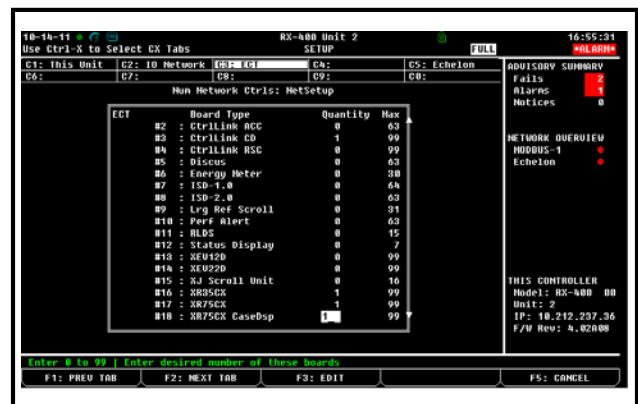 10-14-11 RX-400 Unit 2 16:55:31
Use Ctrl-X to Select CX Tabs SETUP FULL *ALARM*
C1: This Unit C2: IO Network C3: ECT C4: C5: Echelon
C6: C7: C8: C9: C0:
ADVISORY SUMMARY
Fails 2
Alarms 1
Notices 0
NETWORK OVERVIEW
MODBUS-1
Echelon
THIS CONTROLLER
Model: RX-400 00
Unit: 2
IP: 10.212.237.36
F/W Rev: 4.02A08
Num Network Ctrls: NetSetup
ECT Board Type Quantity Max
#2 : CtrlLink ACC 0 63
#3 : CtrlLink CD 1 99
#4 : CtrlLink RSC 0 99
#5 : Discus 0 63
#6 : Energy Meter 0 30
#7 : ISD-1.0 0 64
#8 : ISD-2.0 0 63
#9 : Lrg Ref Scroll 0 31
#10 : Perf Alert 0 63
#11 : RLDS 0 15
#12 : Status Display 0 7
#13 : XEV12D 0 99
#14 : XEV22D 0 99
#15 : XJ Scroll Unit 0 16
#16 : XR35CX 1 99
#17 : XR75CX 1 99
#18 : XR75CX CaseDsp 1 99
Enter 0 to 99 | Enter desired number of these boards
F1: PREV TAB F2: NEXT TAB F3: EDIT F5: CANCEL